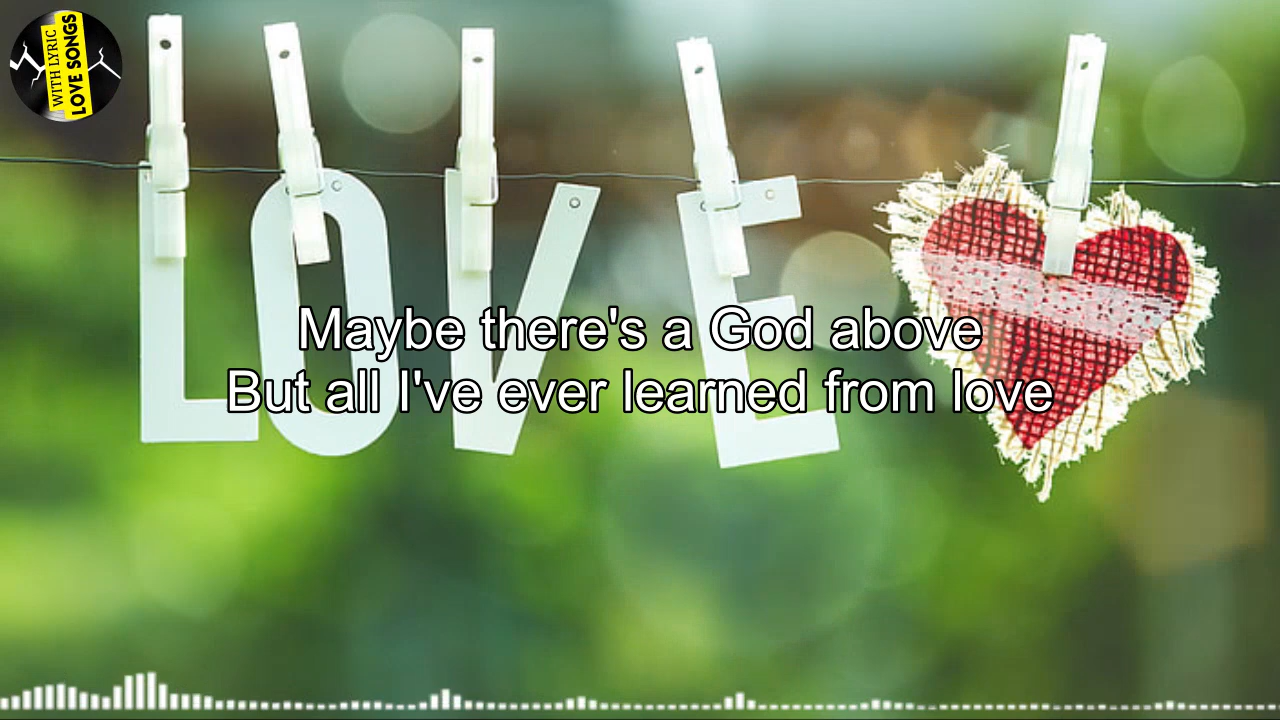 WITH LYRIC
LOVE SONGS
LOVE
Maybe there's a God above
But all I've ever learned from love